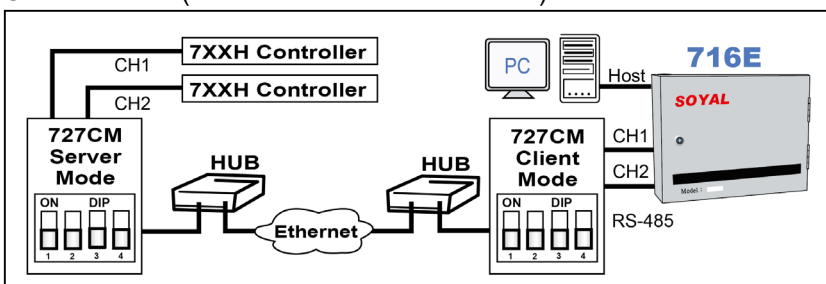 7XXH Controller
CH1
7XXH Controller
CH2
727CM
Server
Mode
ON DIP
1 2 3 4
HUB
Ethernet
HUB
PC
Host
716E
SOYAL
Model :
727CM
Client
Mode
ON DIP
1 2 3 4
CH1
CH2
RS-485